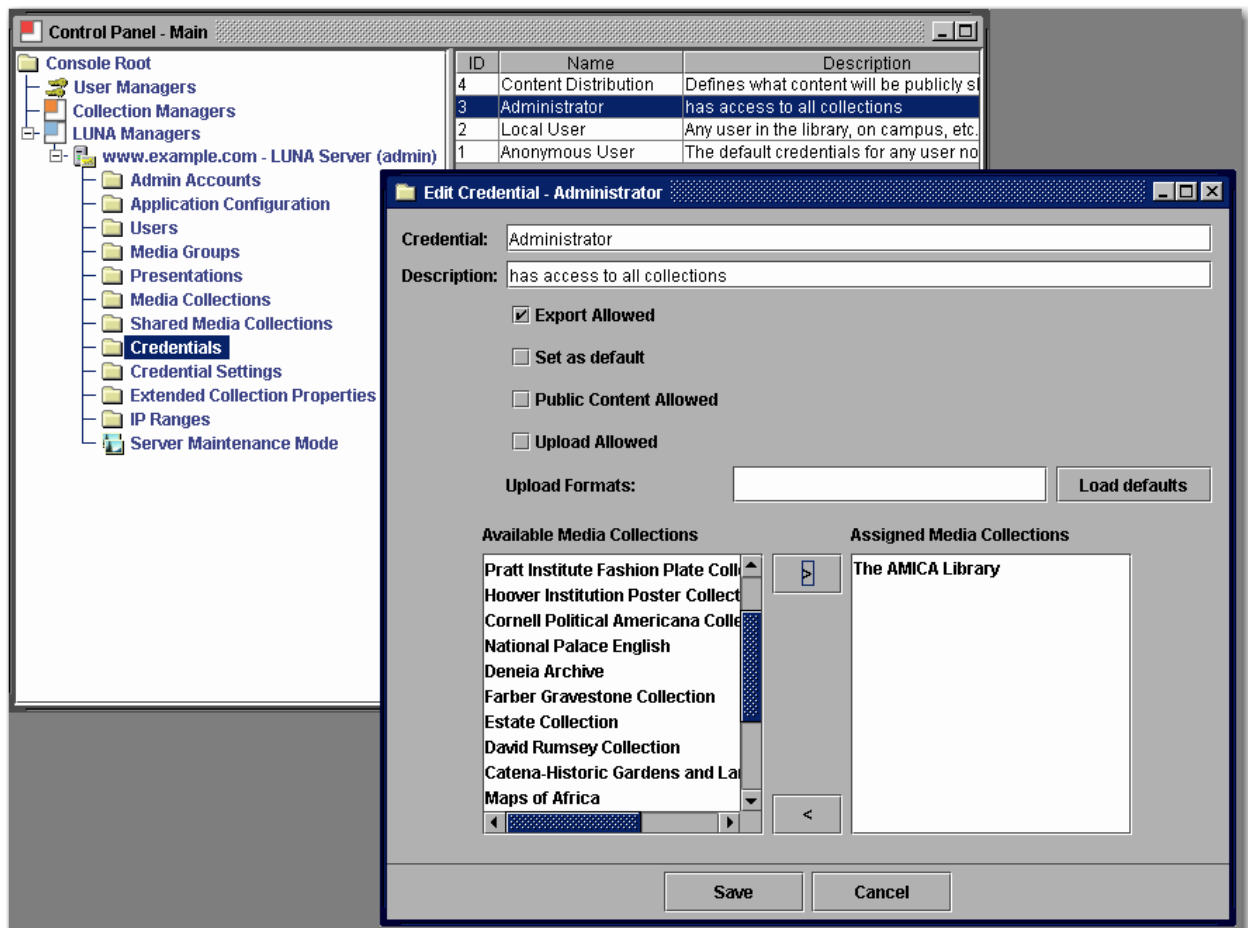 Control Panel - Main
Console Root
User Managers
Collection Managers
LUNA Managers
www.example.com - LUNA Server (admin)
Admin Accounts
Application Configuration
Users
Media Groups
Presentations
Media Collections
Shared Media Collections
Credentials
Credential Settings
Extended Collection Properties
IP Ranges
Server Maintenance Mode
ID Name Description
4 Content Distribution Defines what content will be publicly sl
3 Administrator has access to all collections
2 Local User Any user in the library, on campus, etc.
1 Anonymous User The default credentials for any user no
Edit Credential - Administrator
Credential: Administrator
Description: has access to all collections
Export Allowed
Set as default
Public Content Allowed
Upload Allowed
Upload Formats: Load defaults
Available Media Collections
Pratt Institute Fashion Plate Coll
Hoover Institution Poster Collect
Cornell Political Americana Colle
National Palace English
Deneia Archive
Farber Gravestone Collection
Estate Collection
David Rumsey Collection
Catena-Historic Gardens and Lan
Maps of Africa
>
<
Assigned Media Collections
The AMICA Library
Save Cancel